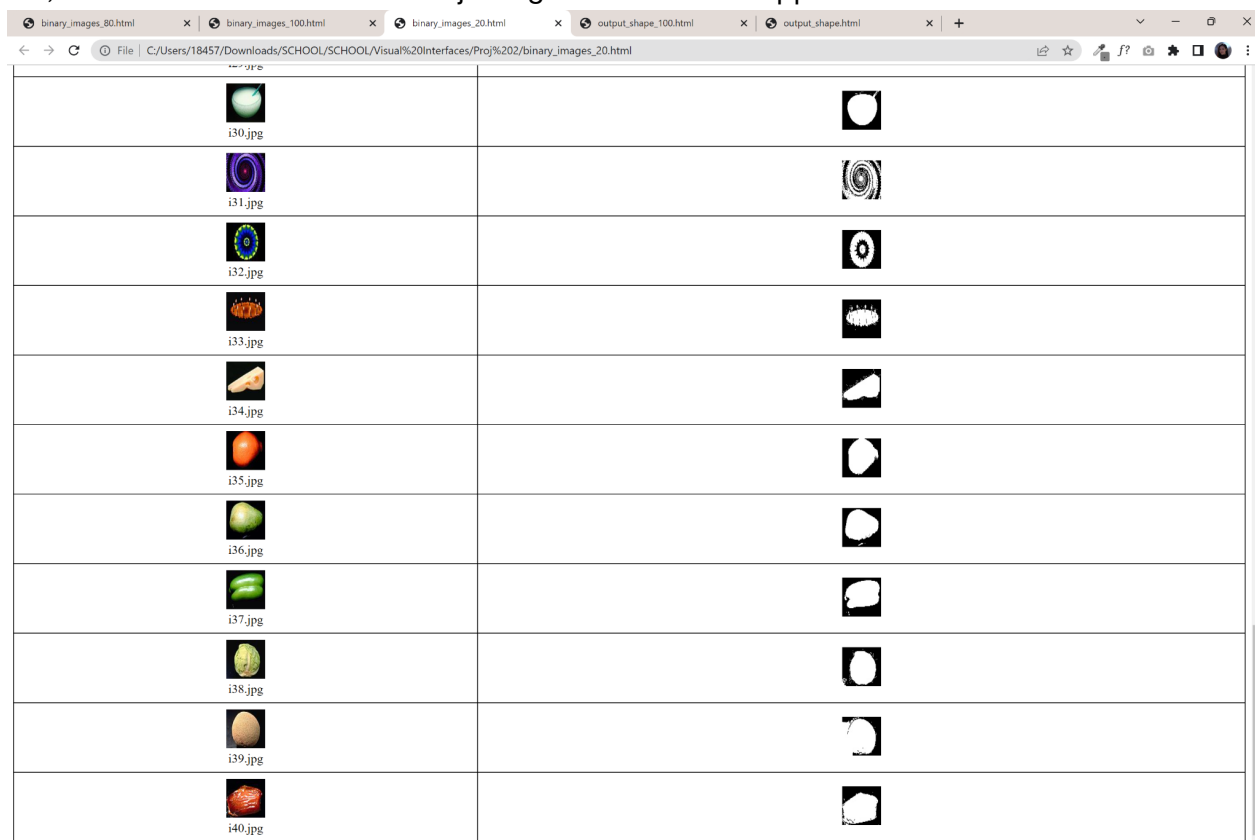 binary_images_80.html
binary_images_100.html
binary_images_20.html
output_shape_100.html
output_shape.html
File C:/Users/18457/Downloads/SCHOOL/SCHOOL/Visual%20Interfaces/Proj%202/binary_images_20.html
f?
i29.jpg
i30.jpg
i31.jpg
i32.jpg
i33.jpg
i34.jpg
i35.jpg
i36.jpg
i37.jpg
i38.jpg
i39.jpg
i40.jpg